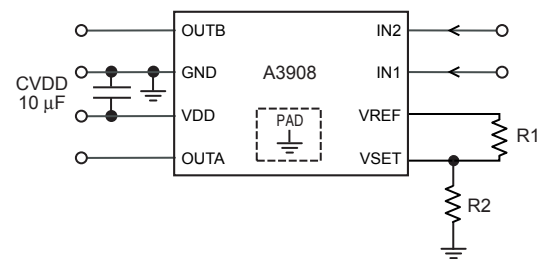 OUTB
IN2
GND
A3908
IN1
CVDD
10 µF
VDD
PAD
VREF
R1
OUTA
VSET
R2